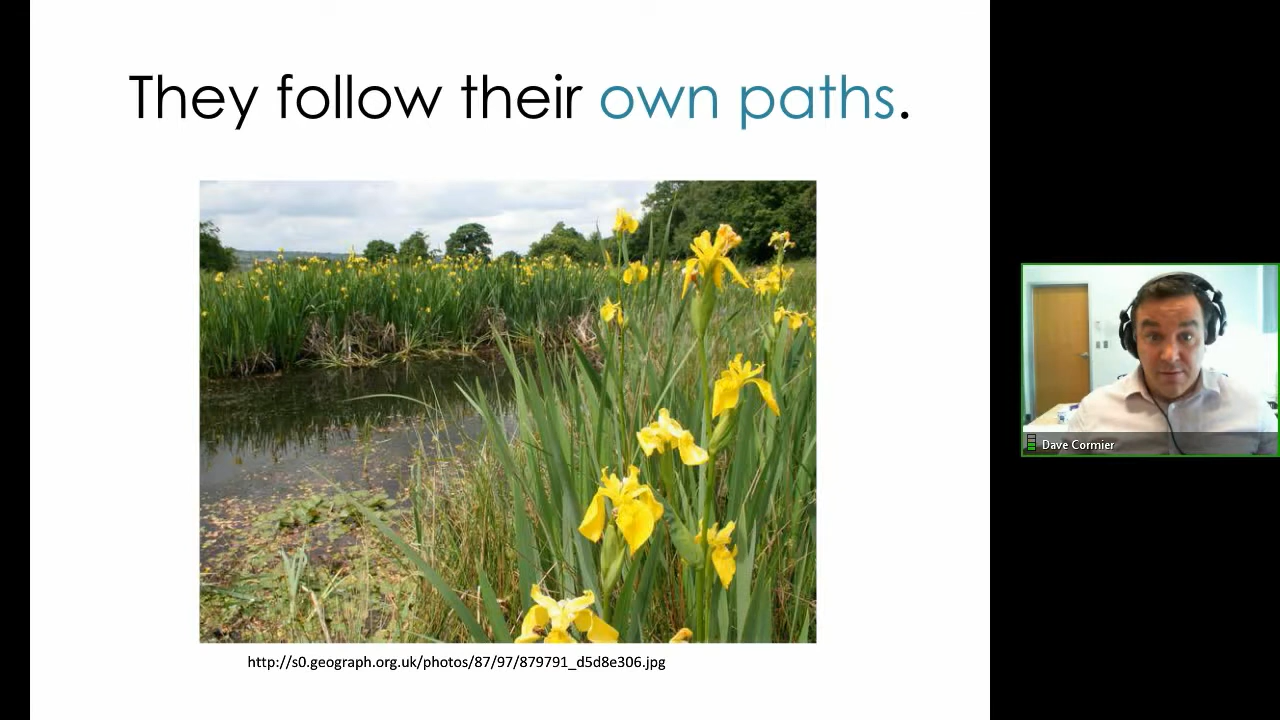 They follow their own paths.
http://s0.geograph.org.uk/photos/87/97/879791_d5d8e306.jpg
Dave Cormier